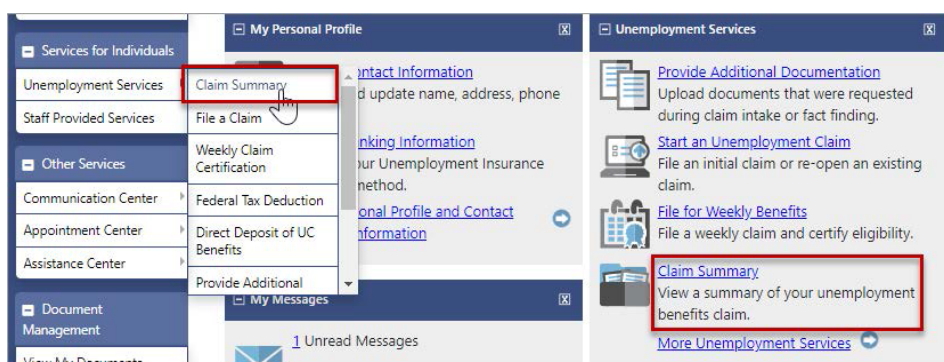 Services for Individuals
Unemployment Services
Staff Provided Services
Other Services
Communication Center
Appointment Center
Assistance Center
Document
Management
View My Documents
Claim Summary
File a Claim
Weekly Claim
Certification
Federal Tax Deduction
Direct Deposit of UC
Benefits
Provide Additional
My Personal Profile
ntact Information
d update name, address, phone
nking Information
ur Unemployment Insurance
method.
onal Profile and Contact
nformation
My Messages
1 Unread Messages
Unemployment Services
Provide Additional Documentation
Upload documents that were requested
during claim intake or fact finding.
Start an Unemployment Claim
File an initial claim or re-open an existing
claim.
File for Weekly Benefits
File a weekly claim and certify eligibility.
Claim Summary
View a summary of your unemployment
benefits claim.
More Unemployment Services